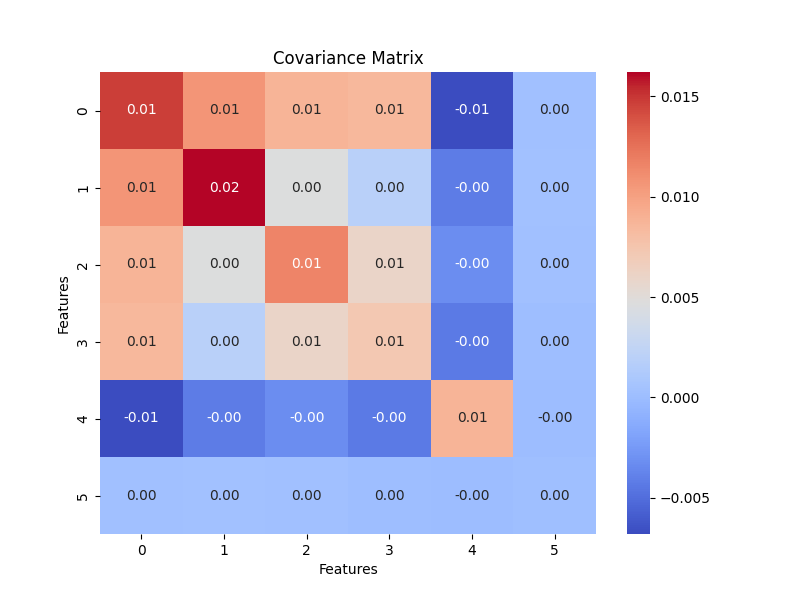 Covariance Matrix
0 0.01 0.01 0.01 0.01 -0.01 0.00
1 0.01 0.02 0.00 0.00 -0.00 0.00
2 0.01 0.00 0.01 0.01 -0.00 0.00
3 0.01 0.00 0.01 0.01 -0.00 0.00
4 -0.01 -0.00 -0.00 -0.00 0.01 -0.00
5 0.00 0.00 0.00 0.00 -0.00 0.00
0 1 2 3 4 5
Features
Features
0.015
0.010
0.005
0.000
−0.005